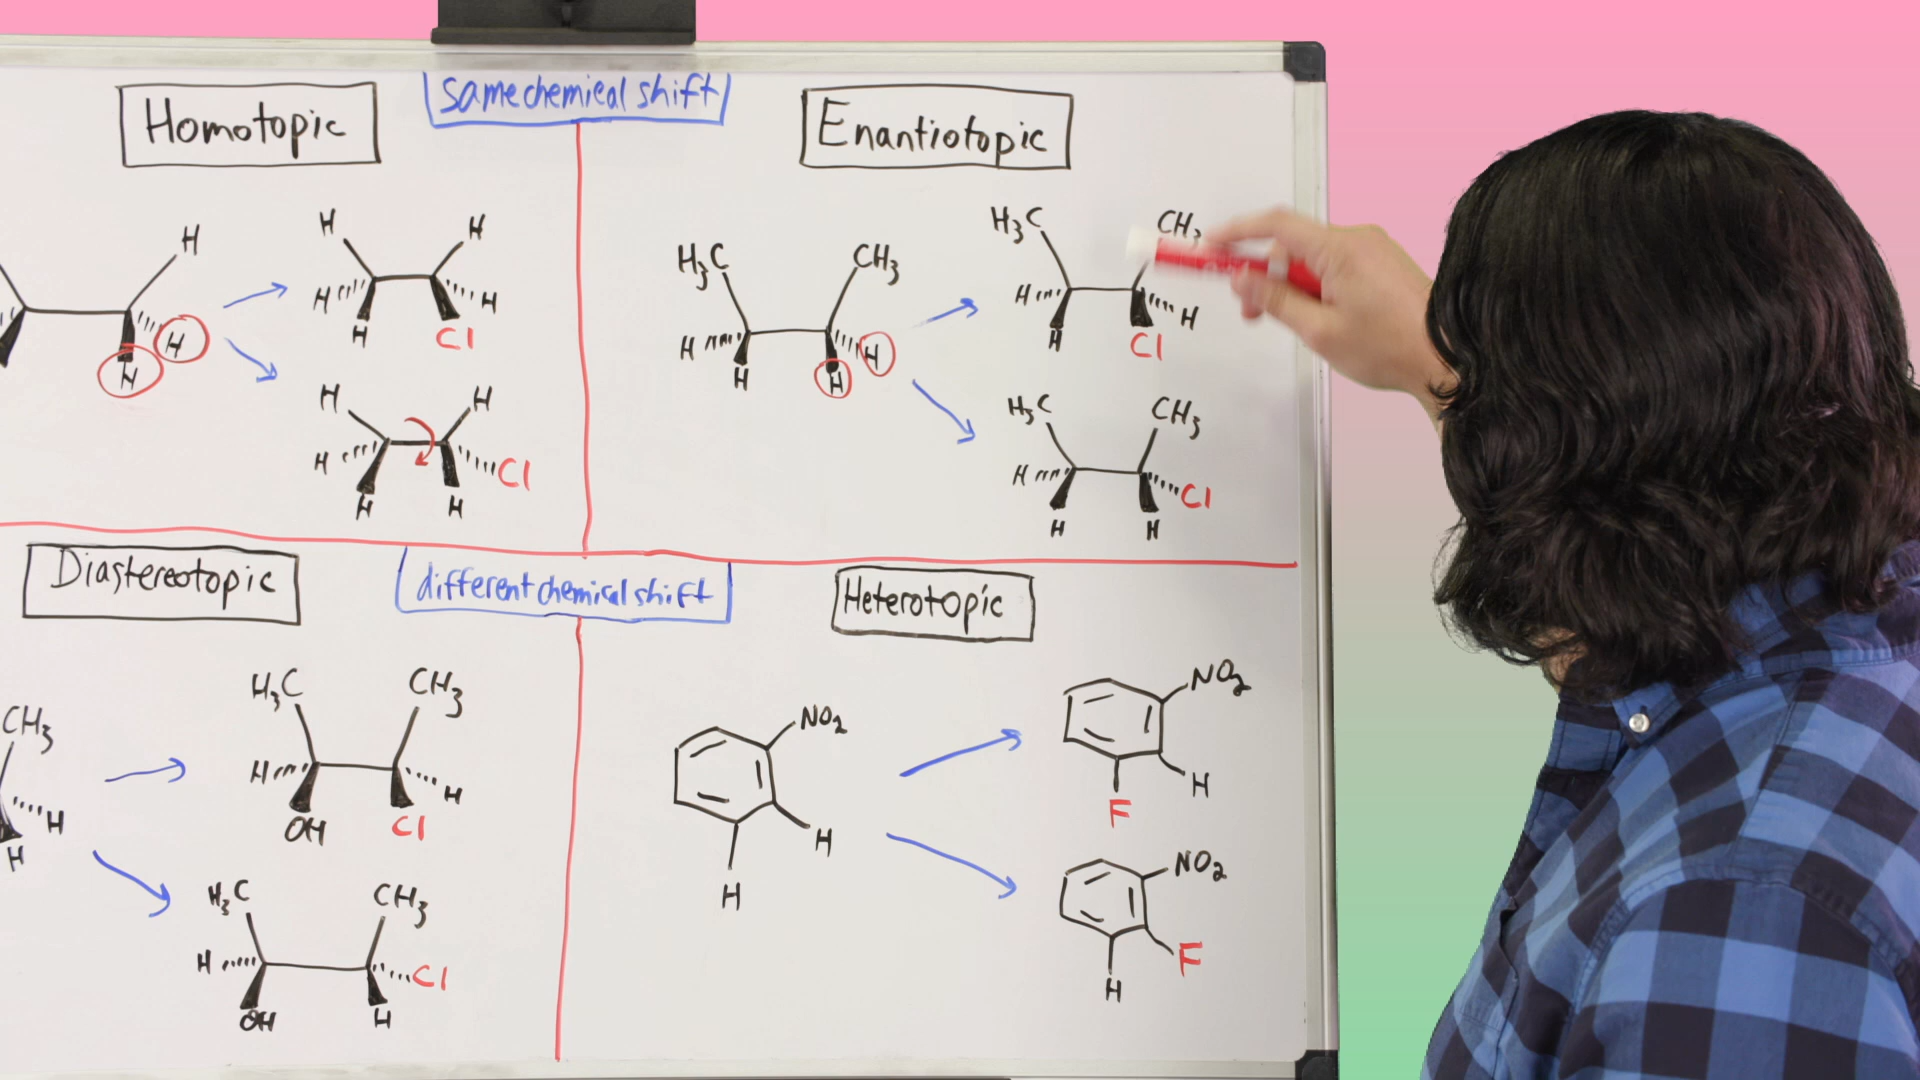 same chemical shift
Homotopic
Enantiotopic
H
H
H
H
H
H
H
H
Cl
H
H
H
Cl
H
H
H₃C
CH₃
H
H
H
H
H₃C
CH₃
H
H
H
Cl
H₃C
CH₃
H
Cl
H
H
Diastereotopic
different chemical shift
Heterotopic
CH₃
H
H
H₃C
CH₃
H
H
OH
Cl
H₃C
CH₃
H
Cl
OH
H
NO₂
H
H
NO₂
H
F
NO₂
F
H